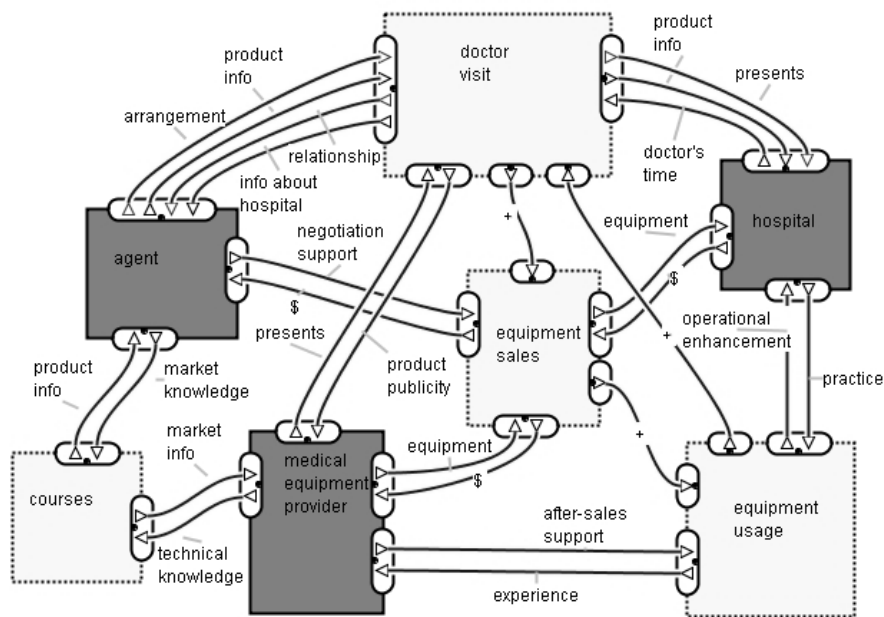 product
info
arrangement
doctor
visit
product
info
presents
relationship
info about
hospital
doctor's
time
agent
negotiation
support
$
+
equipment
hospital
$
presents
product
publicity
equipment
sales
operational
enhancement
+
practice
product
info
market
knowledge
market
info
courses
technical
knowledge
medical
equipment
provider
equipment
$
+
after-sales
support
experience
equipment
usage